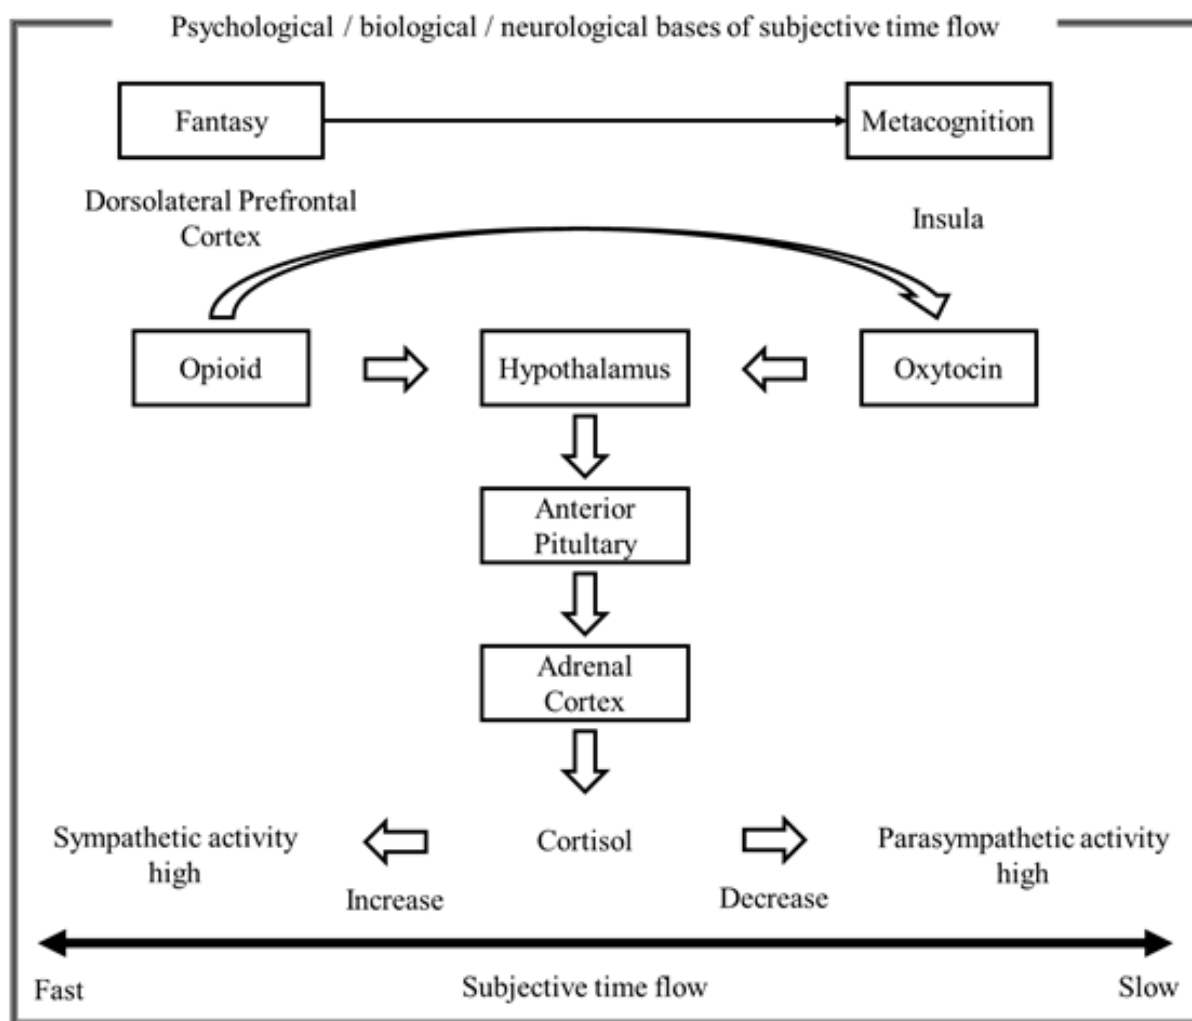 Psychological / biological / neurological bases of subjective time flow
Fantasy
Metacognition
Dorsolateral Prefrontal
Cortex
Insula
Opioid
Hypothalamus
Oxytocin
Anterior
Pitultary
Adrenal
Cortex
Sympathetic activity
high
Cortisol
Parasympathetic activity
high
Increase
Decrease
Fast
Subjective time flow
Slow